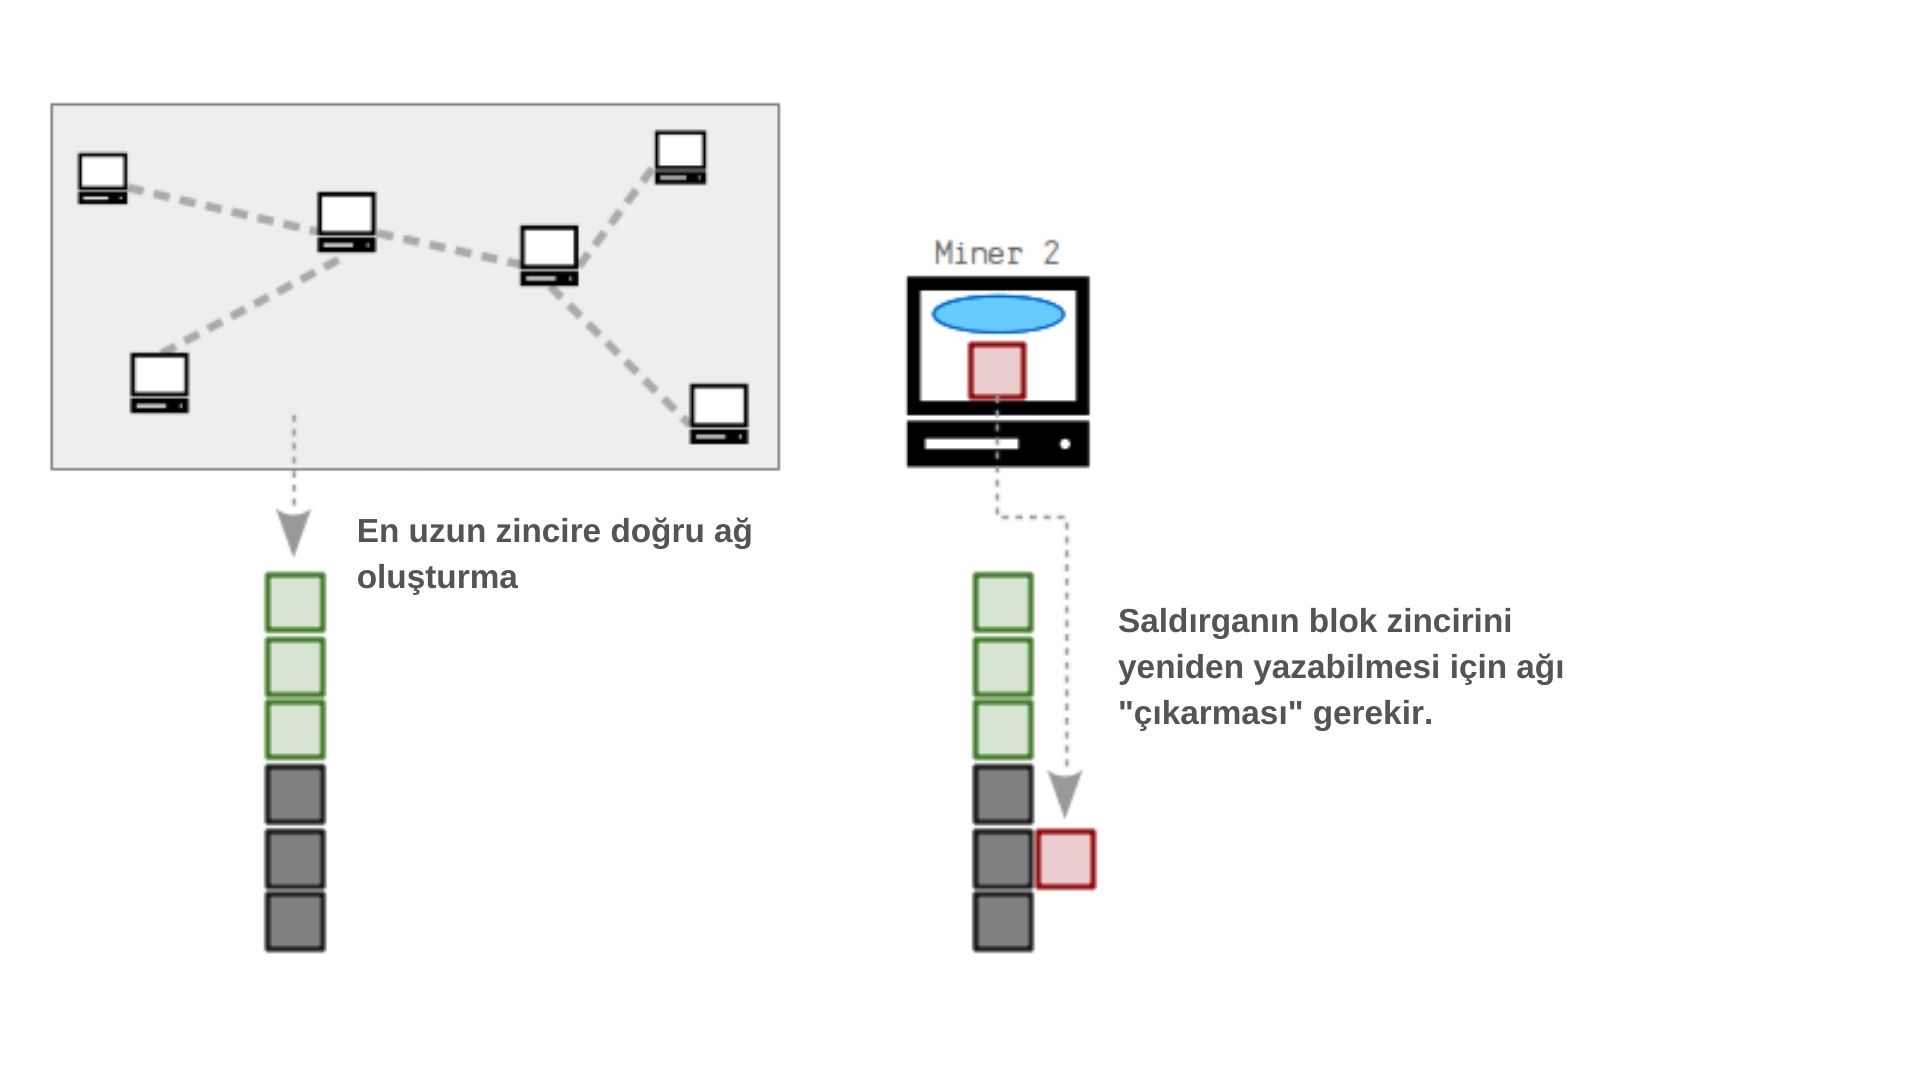 Miner 2
En uzun zincire doğru ağ
oluşturma
Saldırganın blok zincirini
yeniden yazabilmesi için ağı
"çıkarması" gerekir.